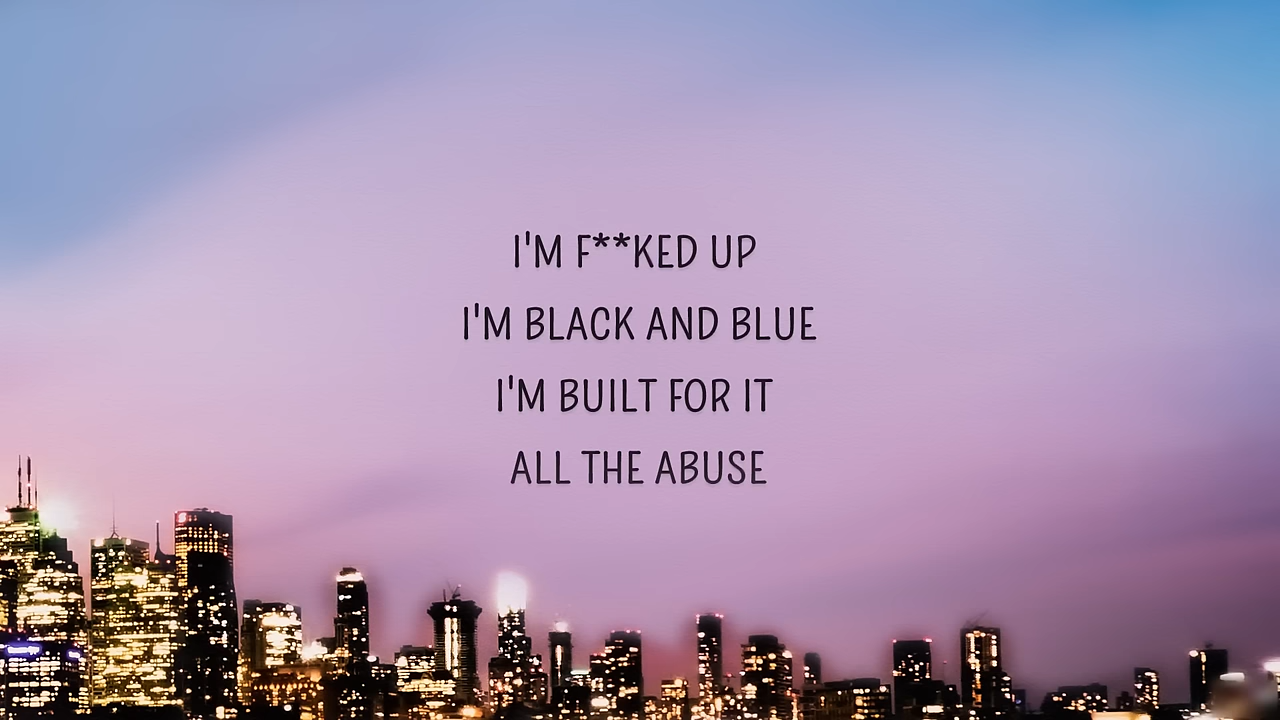 I'M F**KED UP
I'M BLACK AND BLUE
I'M BUILT FOR IT
ALL THE ABUSE